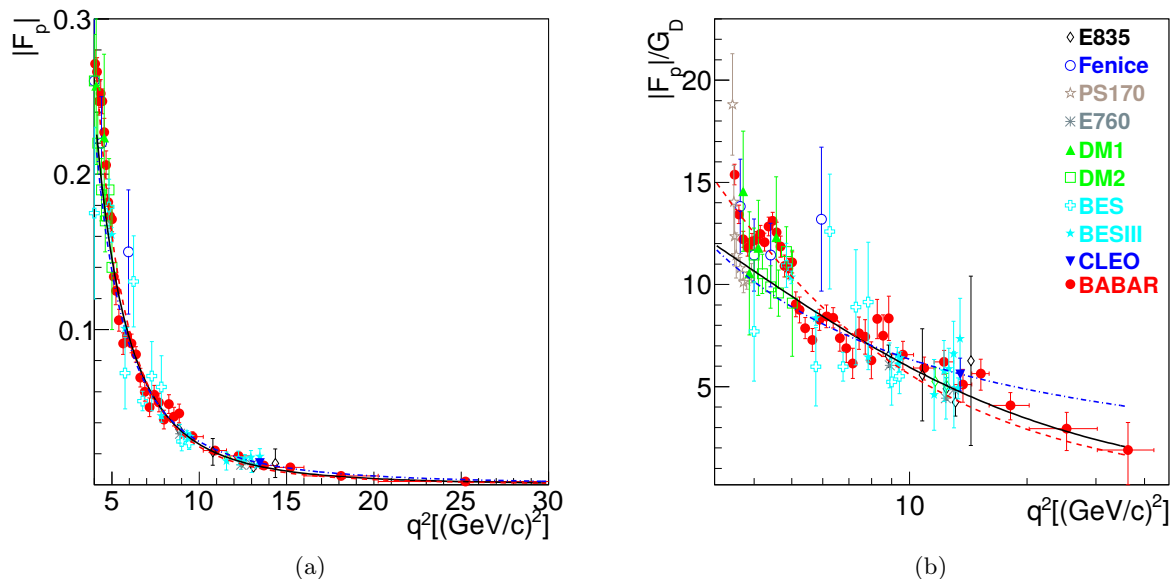 |F_p|
0.3
0.2
0.1
5 10 15 20 25 30
q²[(GeV/c)²]
(a)
|F_p|/G_D
20
15
10
5
10
q²[(GeV/c)²]
E835
Fenice
PS170
E760
DM1
DM2
BES
BESIII
CLEO
BABAR
(b)